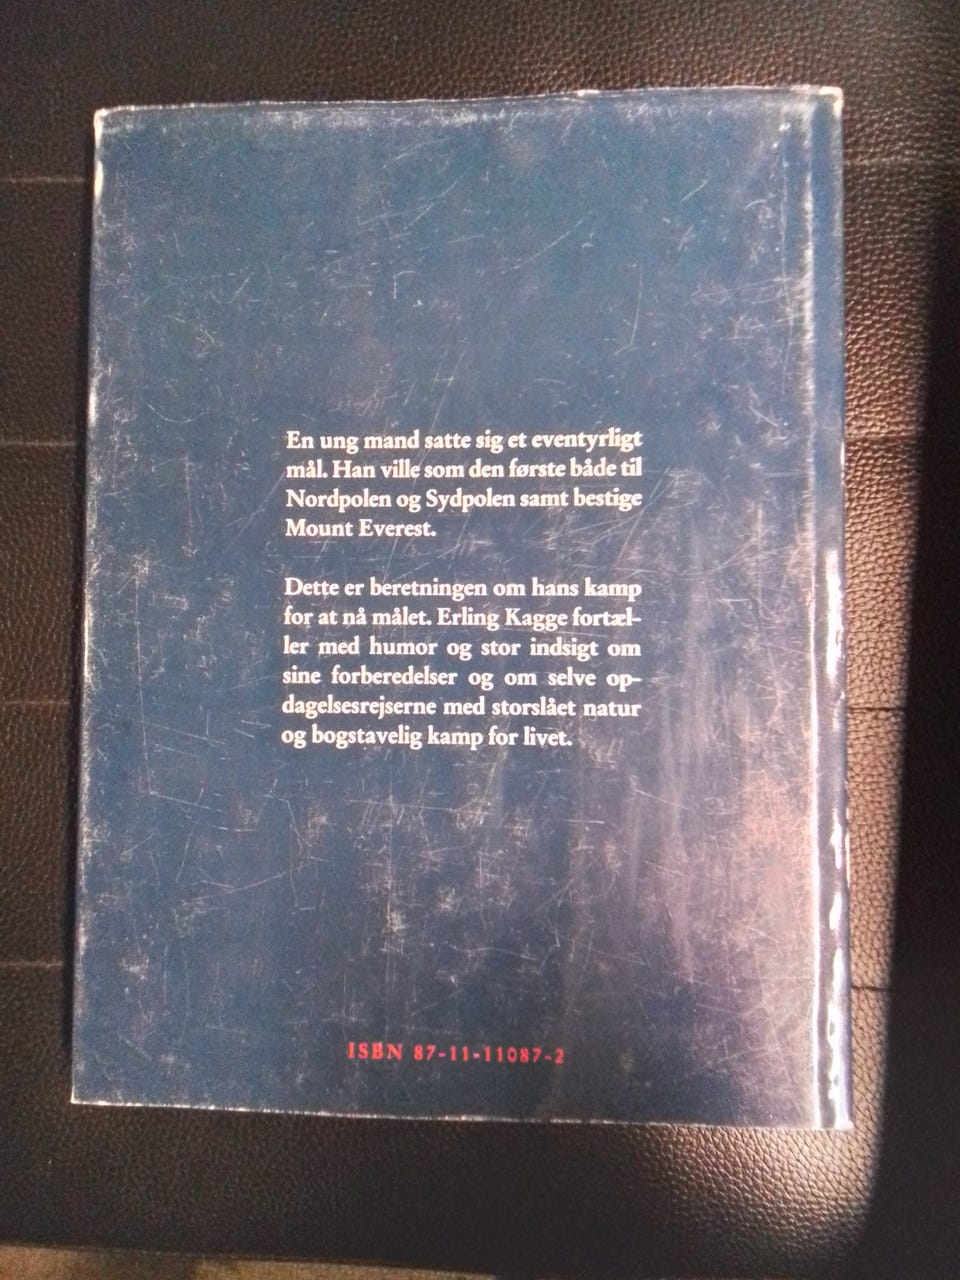 En ung mand satte sig et eventyrligt
mål. Han ville som den første både til
Nordpolen og Sydpolen samt bestige
Mount Everest.
Dette er beretningen om hans kamp
for at nå målet. Erling Kagge fortæl-
ler med humor og stor indsigt om
sine forberedelser og om selve op-
dagelsesrejserne med storslået natur
og bogstavelig kamp for livet.
ISBN 87-11-11087-2